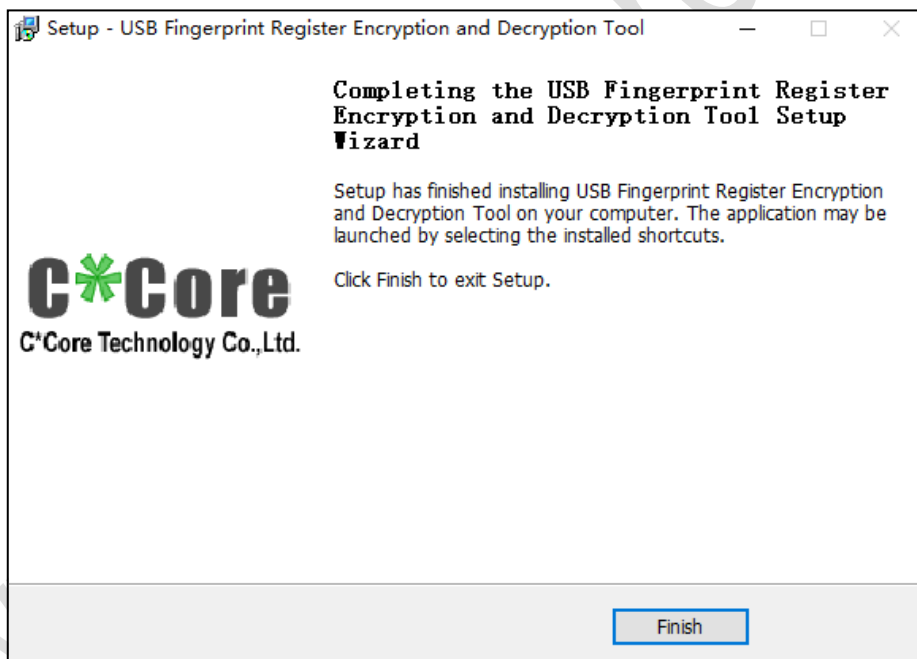 Setup - USB Fingerprint Register Encryption and Decryption Tool
Completing the USB Fingerprint Register
Encryption and Decryption Tool Setup
Wizard
Setup has finished installing USB Fingerprint Register Encryption
and Decryption Tool on your computer. The application may be
launched by selecting the installed shortcuts.
Click Finish to exit Setup.
C*Core
C*Core Technology Co.,Ltd.
Finish